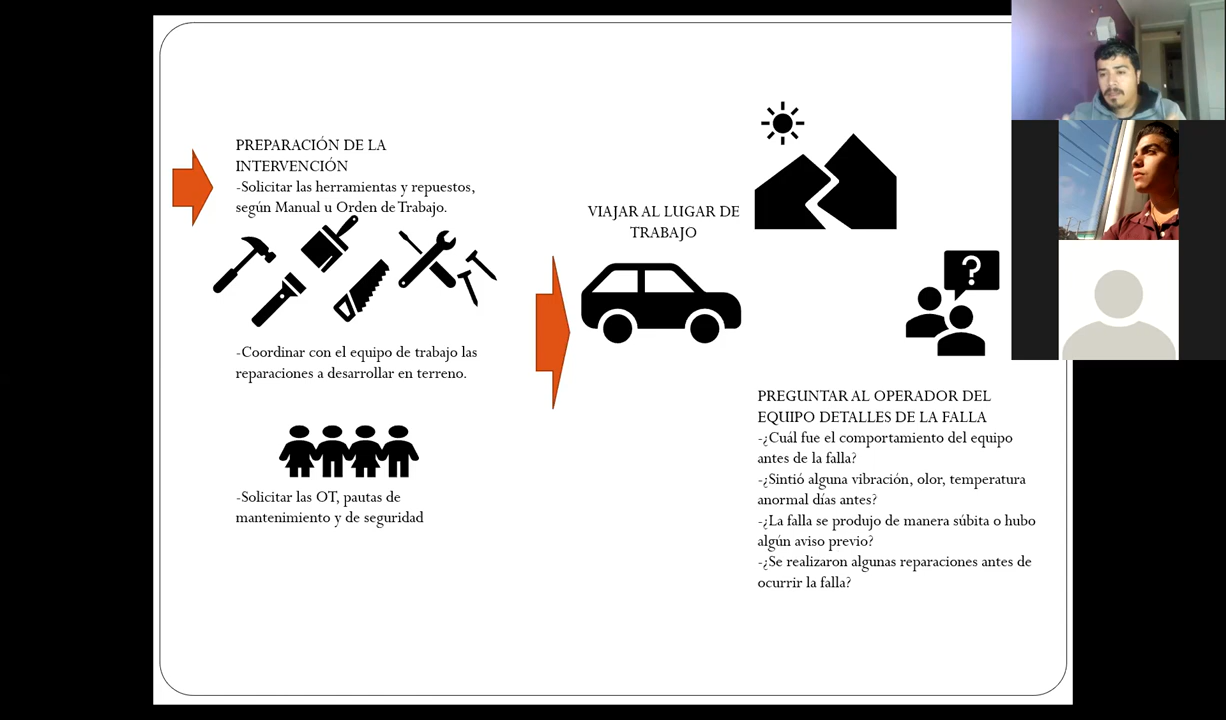 PREPARACIÓN DE LA
INTERVENCIÓN
-Solicitar las herramientas y repuestos,
según Manual u Orden de Trabajo.
-Coordinar con el equipo de trabajo las
reparaciones a desarrollar en terreno.
-Solicitar las OT, pautas de
mantenimiento y de seguridad
VIAJAR AL LUGAR DE
TRABAJO
?
PREGUNTAR AL OPERADOR DEL
EQUIPO DETALLES DE LA FALLA
-¿Cuál fue el comportamiento del equipo
antes de la falla?
-¿Sintió alguna vibración, olor, temperatura
anormal días antes?
-¿La falla se produjo de manera súbita o hubo
algún aviso previo?
-¿Se realizaron algunas reparaciones antes de
ocurrir la falla?